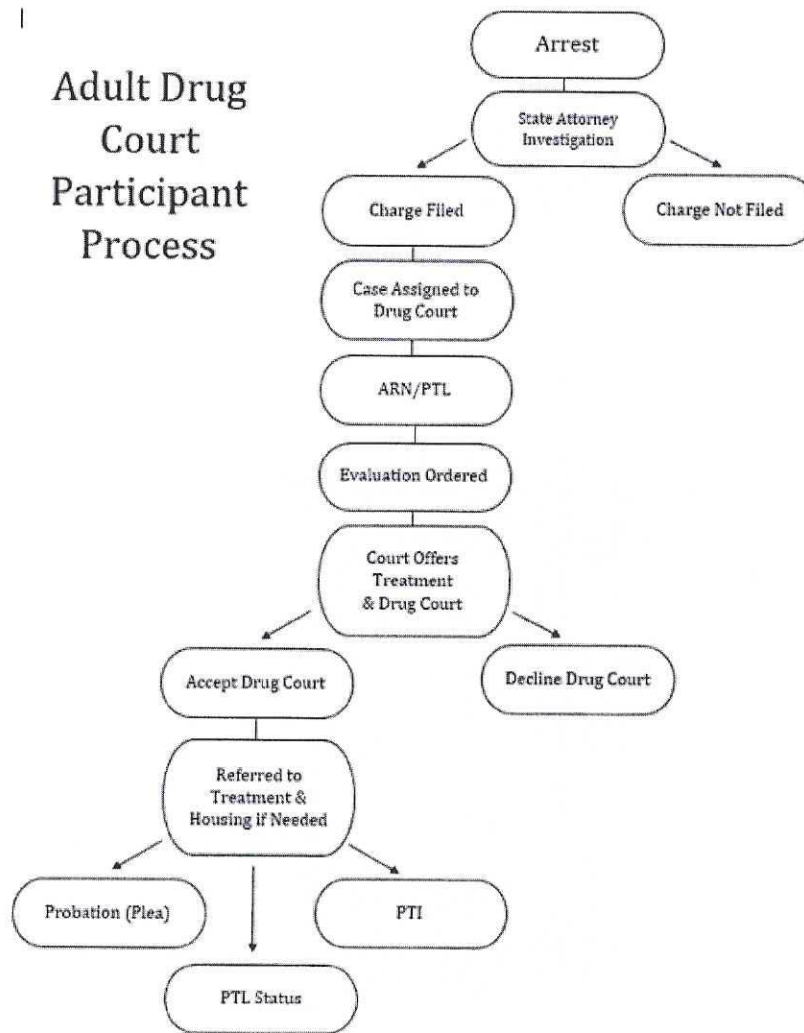 Adult Drug
Court
Participant
Process
Arrest
State Attorney
Investigation
Charge Filed
Charge Not Filed
Case Assigned to
Drug Court
ARN/PTL
Evaluation Ordered
Court Offers
Treatment
& Drug Court
Accept Drug Court
Decline Drug Court
Referred to
Treatment &
Housing if Needed
Probation (Plea)
PTI
PTL Status